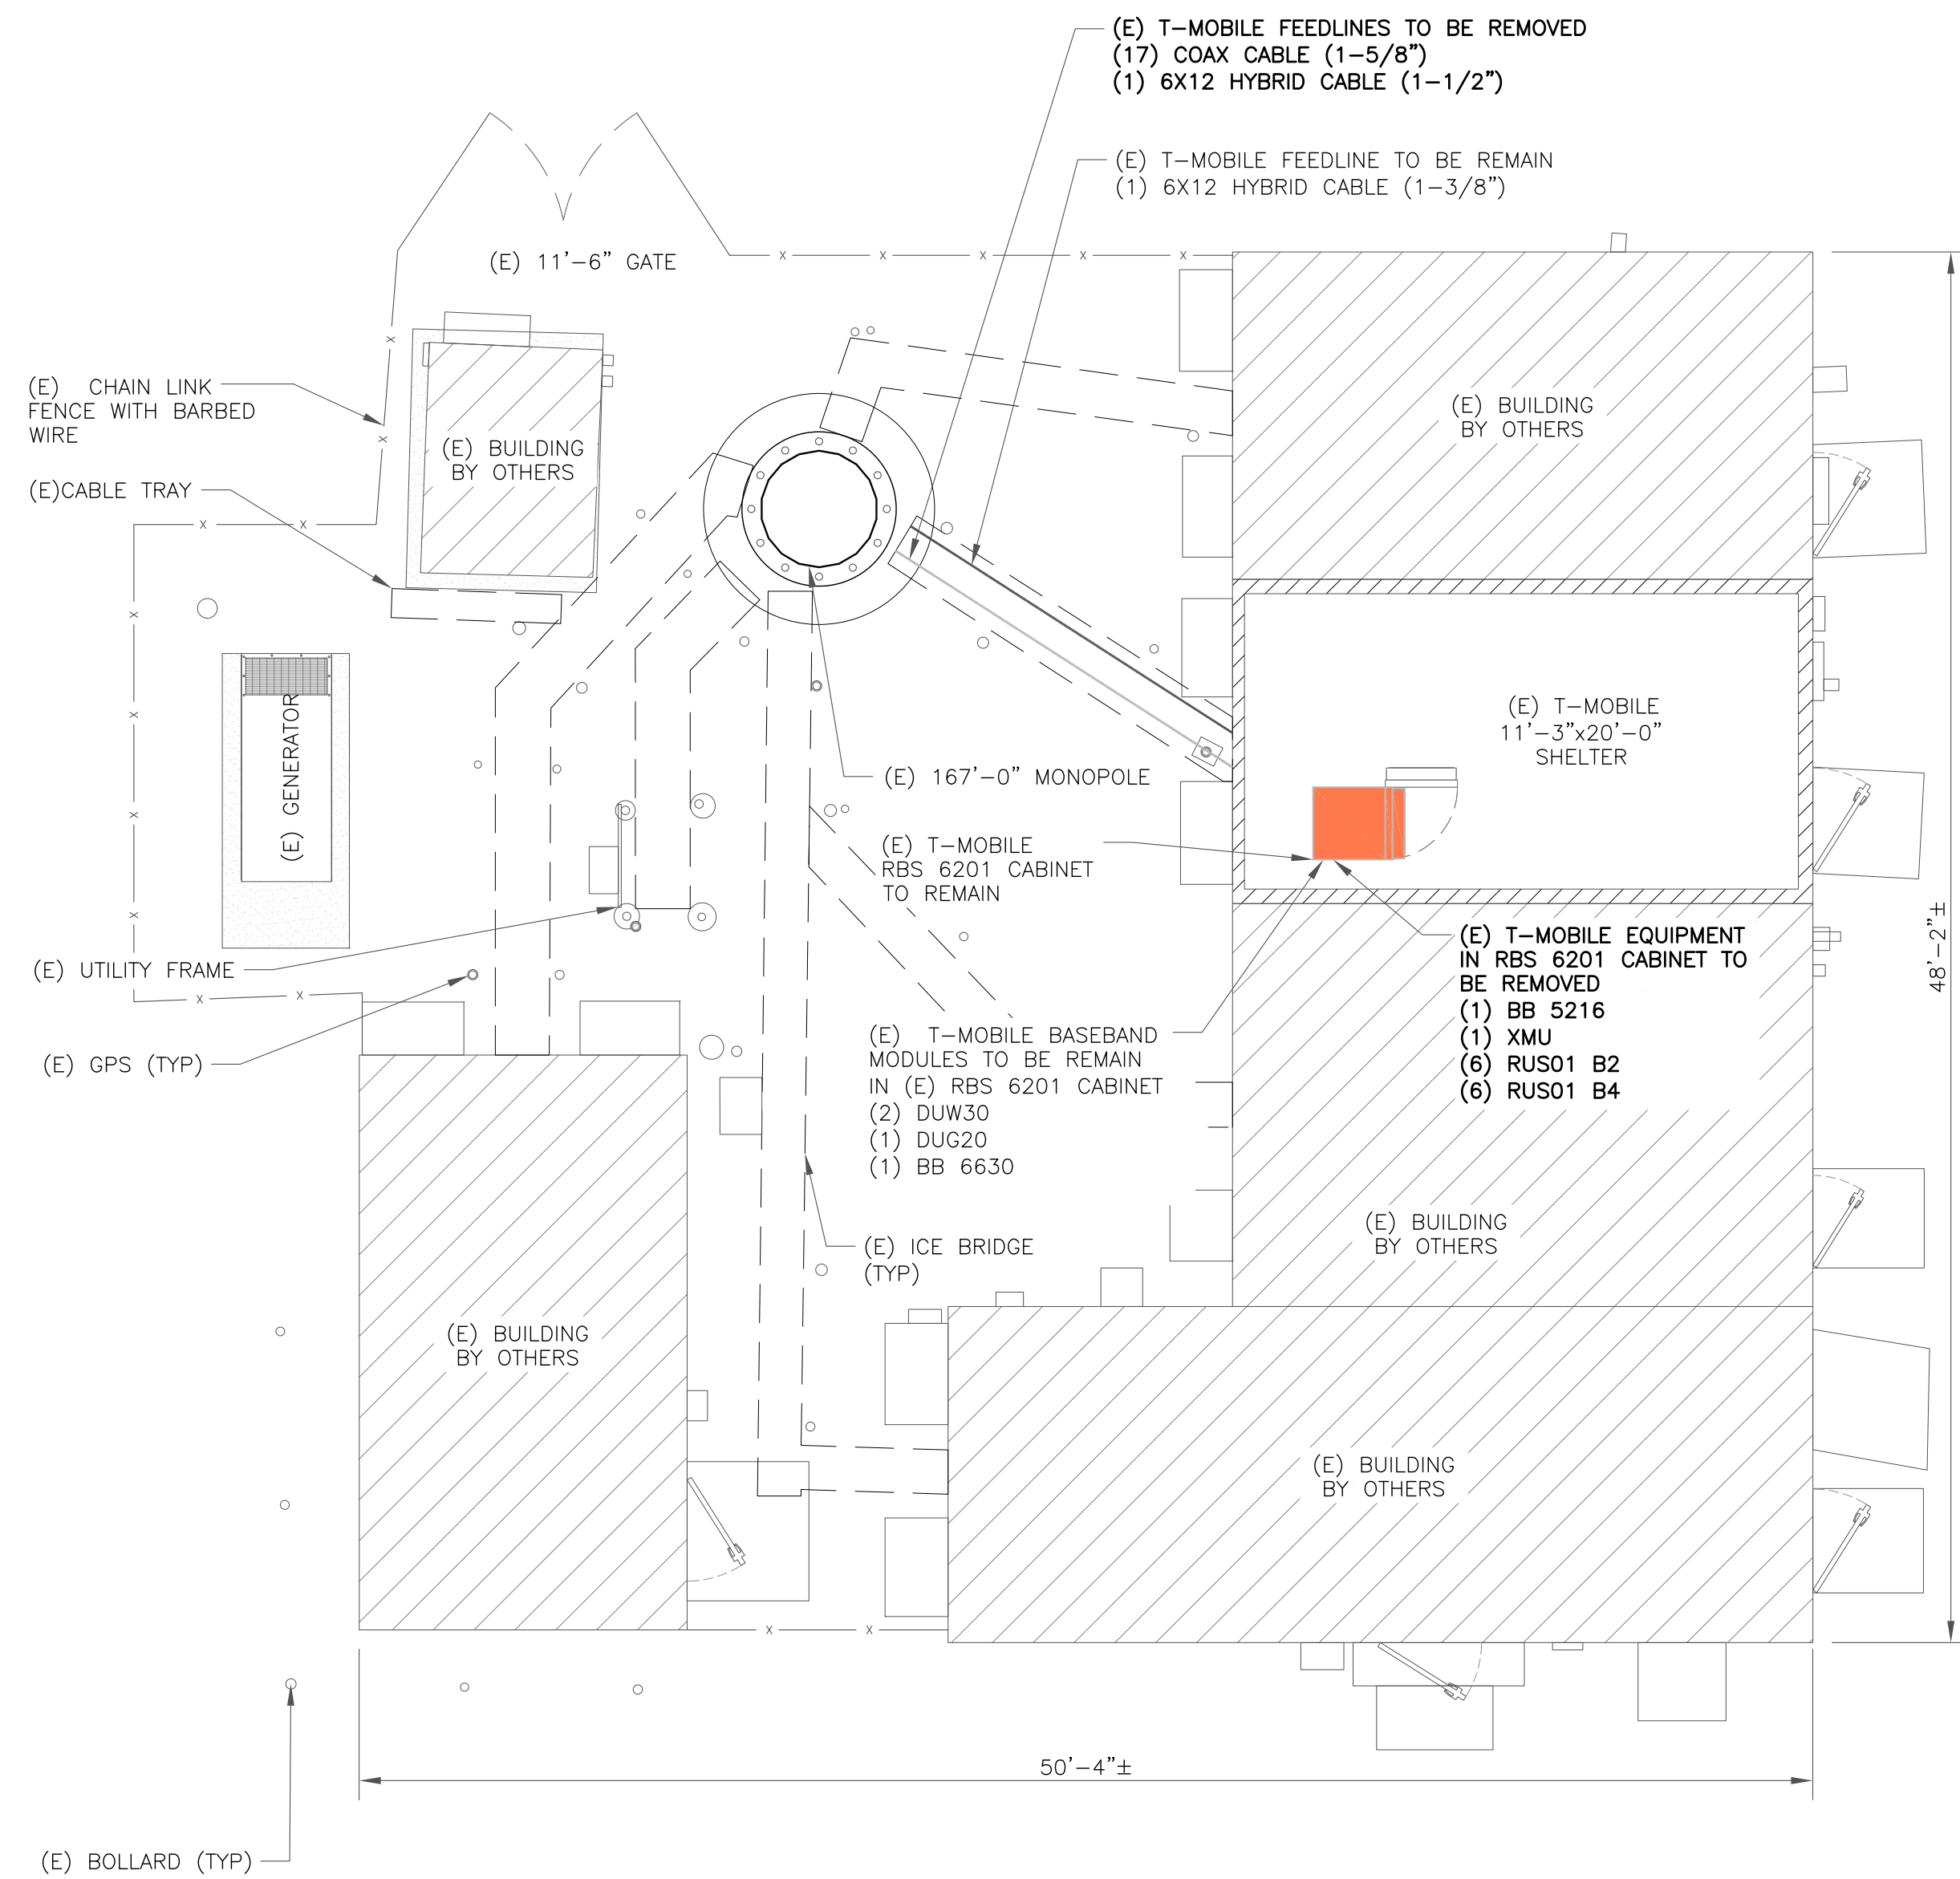 (E) T-MOBILE FEEDLINES TO BE REMOVED
(17) COAX CABLE (1-5/8")
(1) 6X12 HYBRID CABLE (1-1/2")
(E) T-MOBILE FEEDLINE TO BE REMAIN
(1) 6X12 HYBRID CABLE (1-3/8")
(E) 11'-6" GATE
(E) CHAIN LINK
FENCE WITH BARBED
WIRE
(E) BUILDING
BY OTHERS
(E) BUILDING
BY OTHERS
(E)CABLE TRAY
(E) GENERATOR
(E) T-MOBILE
11'-3"x20'-0"
SHELTER
(E) 167'-0" MONOPOLE
(E) T-MOBILE
RBS 6201 CABINET
TO REMAIN
(E) T-MOBILE EQUIPMENT
IN RBS 6201 CABINET TO
BE REMOVED
(1) BB 5216
(1) XMU
(6) RUS01 B2
(6) RUS01 B4
48'-2"±
(E) UTILITY FRAME
(E) GPS (TYP)
(E) T-MOBILE BASEBAND
MODULES TO BE REMAIN
IN (E) RBS 6201 CABINET
(2) DUW30
(1) DUG20
(1) BB 6630
(E) ICE BRIDGE
(TYP)
(E) BUILDING
BY OTHERS
(E) BUILDING
BY OTHERS
(E) BUILDING
BY OTHERS
50'-4"±
(E) BOLLARD (TYP)